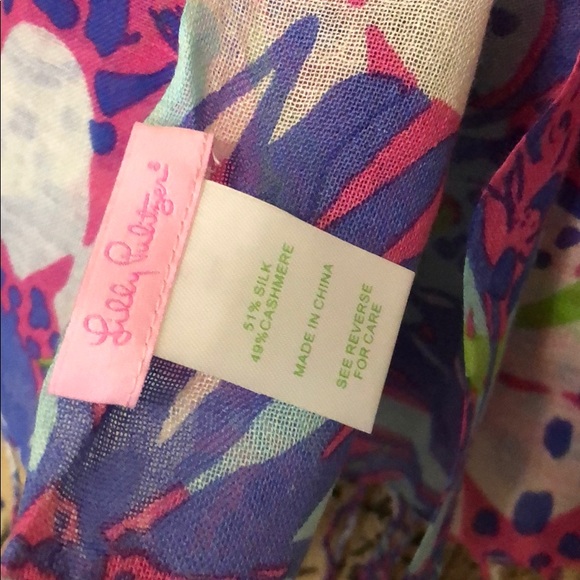 Lilly Pulitzer®
51% SILK
49% CASHMERE
MADE IN CHINA
SEE REVERSE
FOR CARE